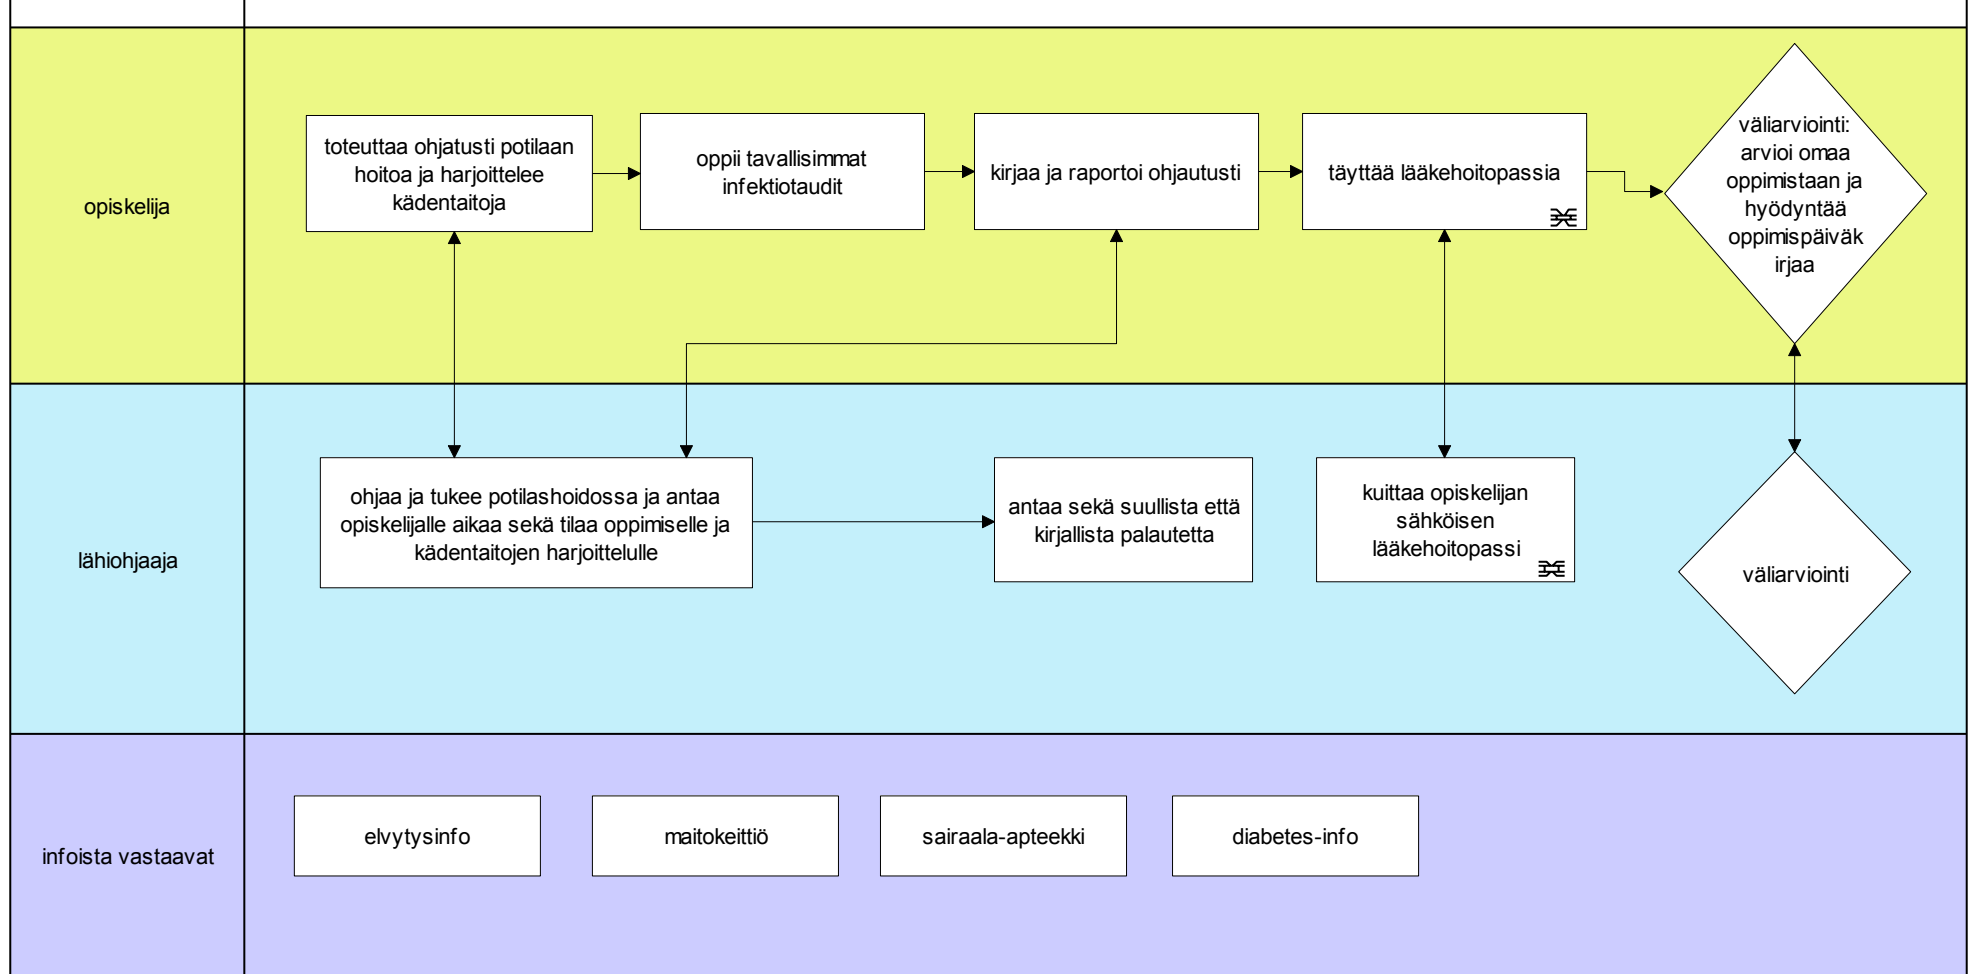 opiskelija
toteuttaa ohjatusti potilaan
hoitoa ja harjoittelee
kädentaitoja
oppii tavallisimmat
infektiotaudit
kirjaa ja raportoi ohjautusti
täyttää lääkehoitopassia
väliarviointi:
arvioi omaa
oppimistaan ja
hyödyntää
oppimispäiväk
irjaa
lähiohjaaja
ohjaa ja tukee potilashoidossa ja antaa
opiskelijalle aikaa sekä tilaa oppimiselle ja
kädentaitojen harjoittelulle
antaa sekä suullista että
kirjallista palautetta
kuittaa opiskelijan
sähköisen
lääkehoitopassi
väliarviointi
infoista vastaavat
elvytysinfo
maitokeittiö
sairaala-apteekki
diabetes-info